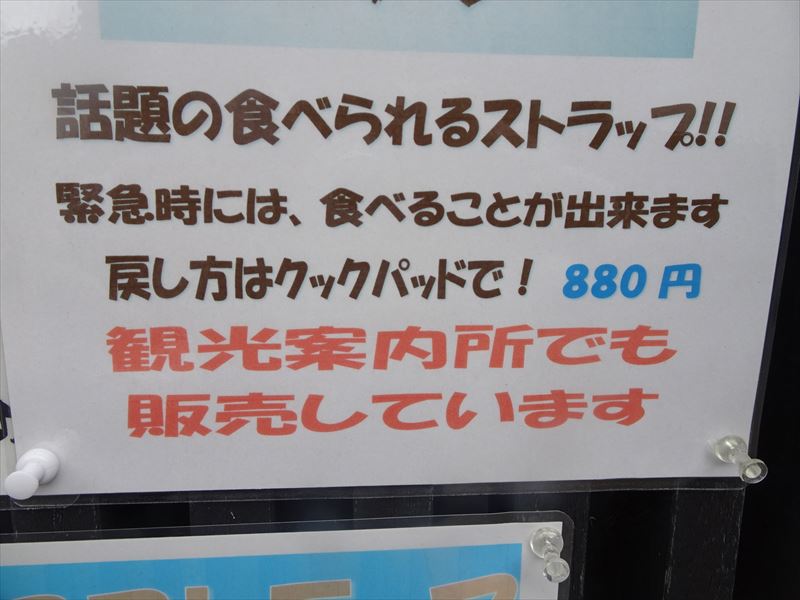 話題の食べられるストラップ!!
緊急時には、食べることが出来ます
戻し方はクックパッドで！ 880円
観光案内所でも
販売しています